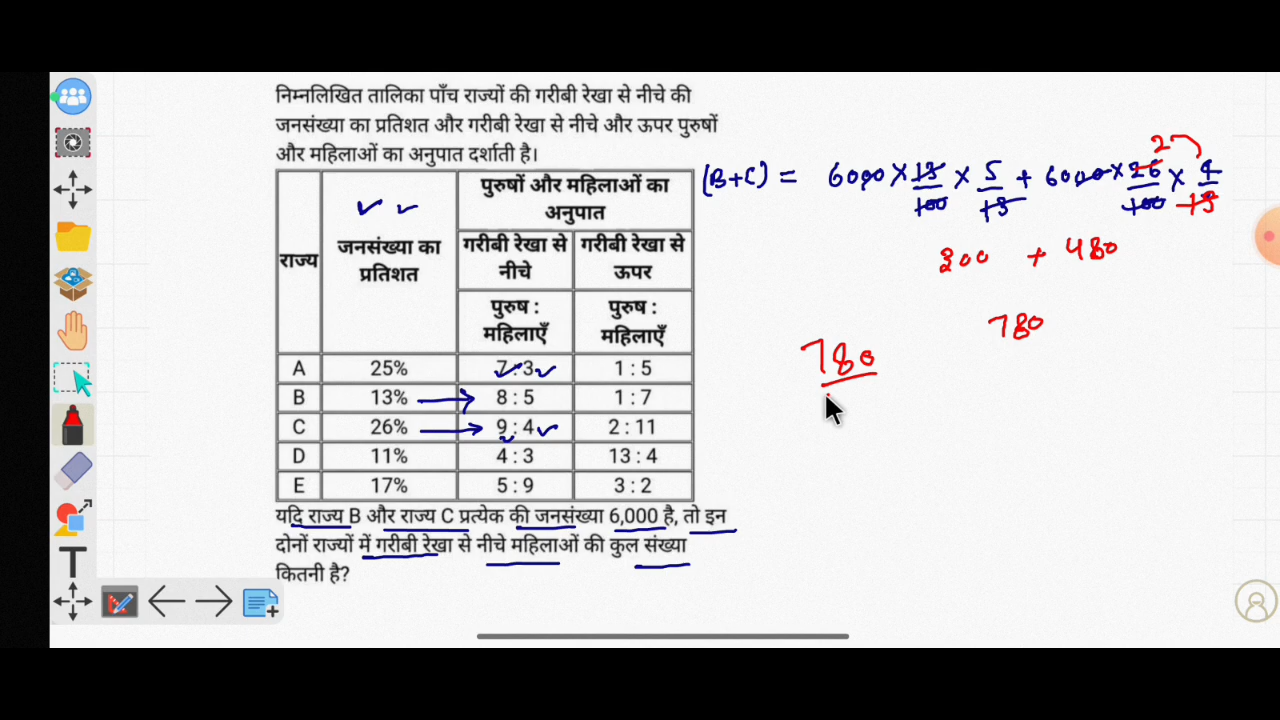 निम्नलिखित तालिका पाँच राज्यों की गरीबी रेखा से नीचे की
जनसंख्या का प्रतिशत और गरीबी रेखा से नीचे और ऊपर पुरुषों
और महिलाओं का अनुपात दर्शाती है।
राज्य
जनसंख्या का
प्रतिशत
पुरुषों और महिलाओं का
अनुपात
गरीबी रेखा से
नीचे
गरीबी रेखा से
ऊपर
पुरुष :
महिलाएँ
पुरुष :
महिलाएँ
A 25% 7 : 3 1 : 5
B 13% 8 : 5 1 : 7
C 26% 9 : 4 2 : 11
D 11% 4 : 3 13 : 4
E 17% 5 : 9 3 : 2
यदि राज्य B और राज्य C प्रत्येक की जनसंख्या 6,000 है, तो इन
दोनों राज्यों में गरीबी रेखा से नीचे महिलाओं की कुल संख्या
कितनी है?
(B+C) = 6000 × 13/100 × 5/13 + 6000 × 26/100 × 4/13
2
300 + 480
780
780
T